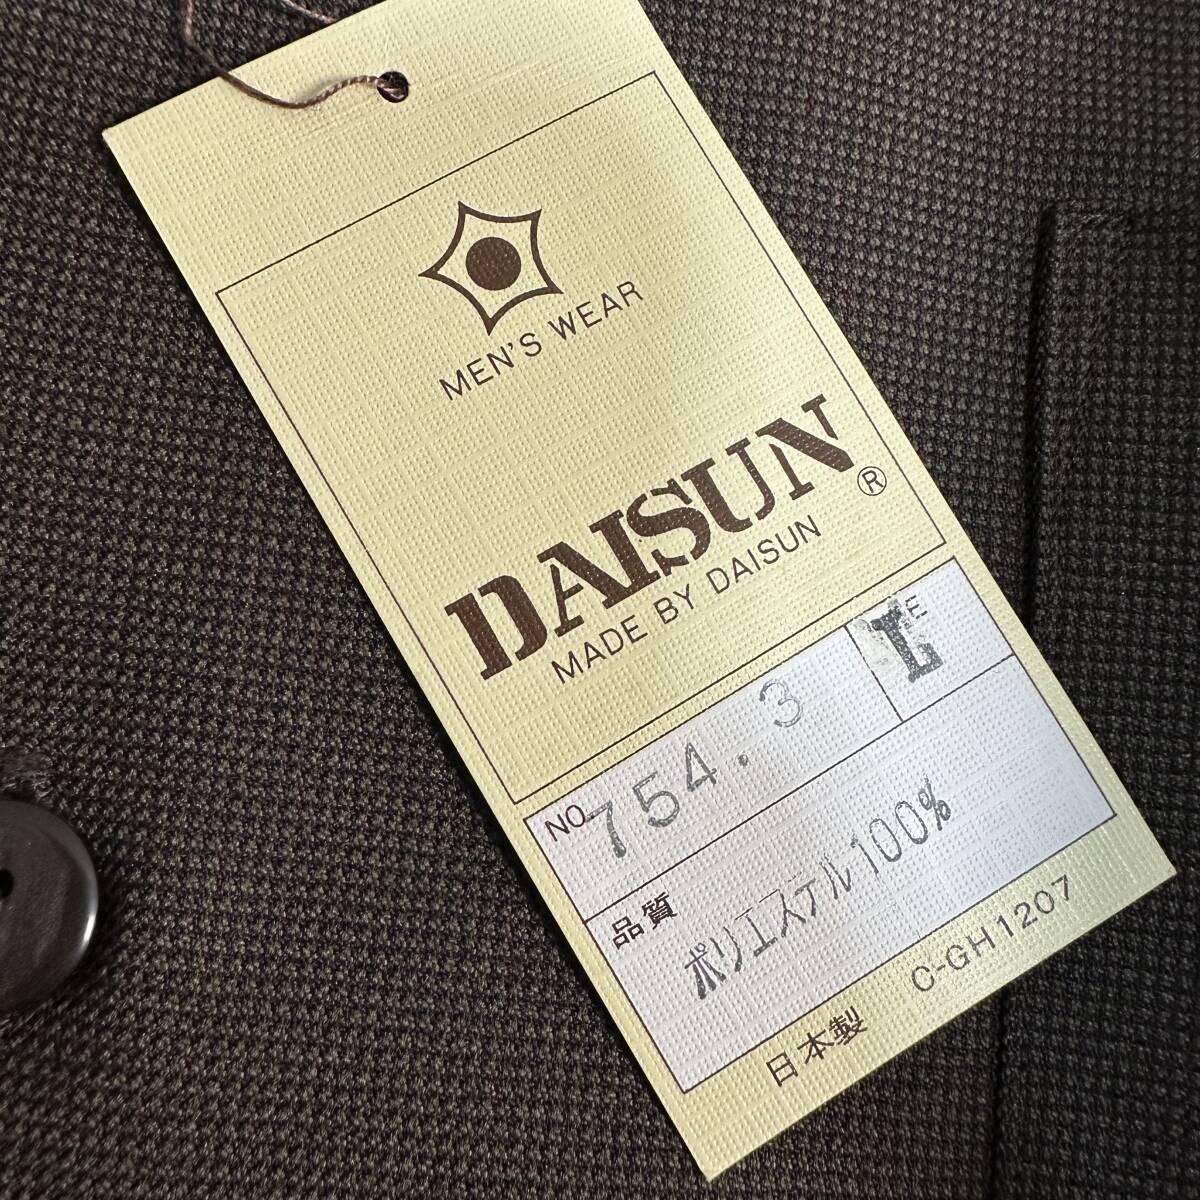 MEN'S WEAR
DAISUN ®
MADE BY DAISUN
NO. 754.3 L
品質 ポリエステル100%
日本製 C-GH1207